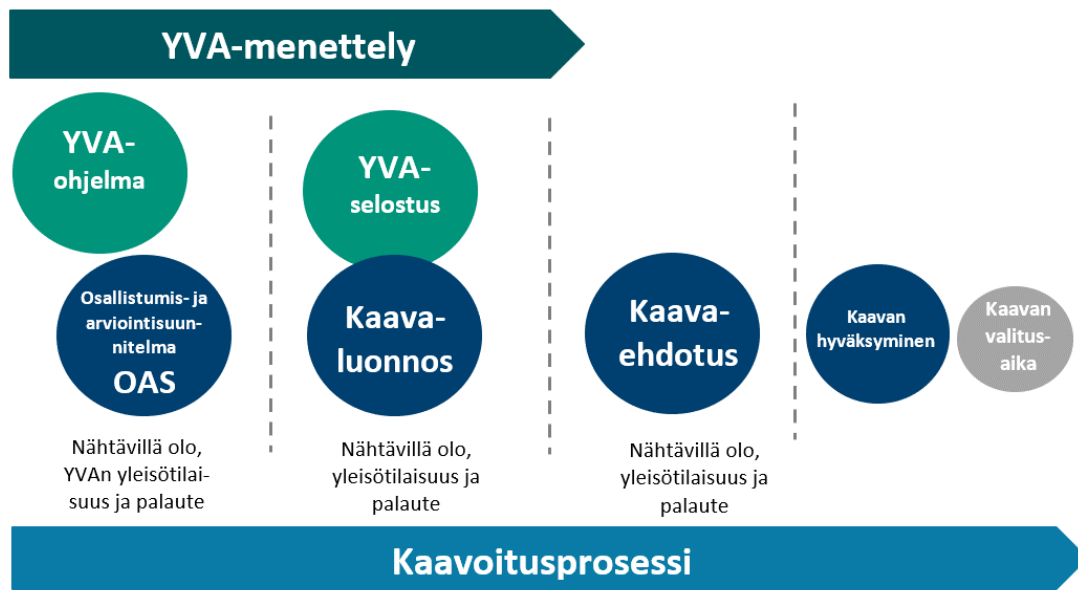 YVA-menettely
YVA-
ohjelma
YVA-
selostus
Osallistumis- ja
arviointisuun-
nitelma
OAS
Kaava-
luonnos
Kaava-
ehdotus
Kaavan
hyväksyminen
Kaavan
valitus-
aika
Nähtävillä olo,
YVAn yleisötilai-
suus ja palaute
Nähtävillä olo,
yleisötilaisuus ja
palaute
Nähtävillä olo,
yleisötilaisuus ja
palaute
Kaavoitusprosessi